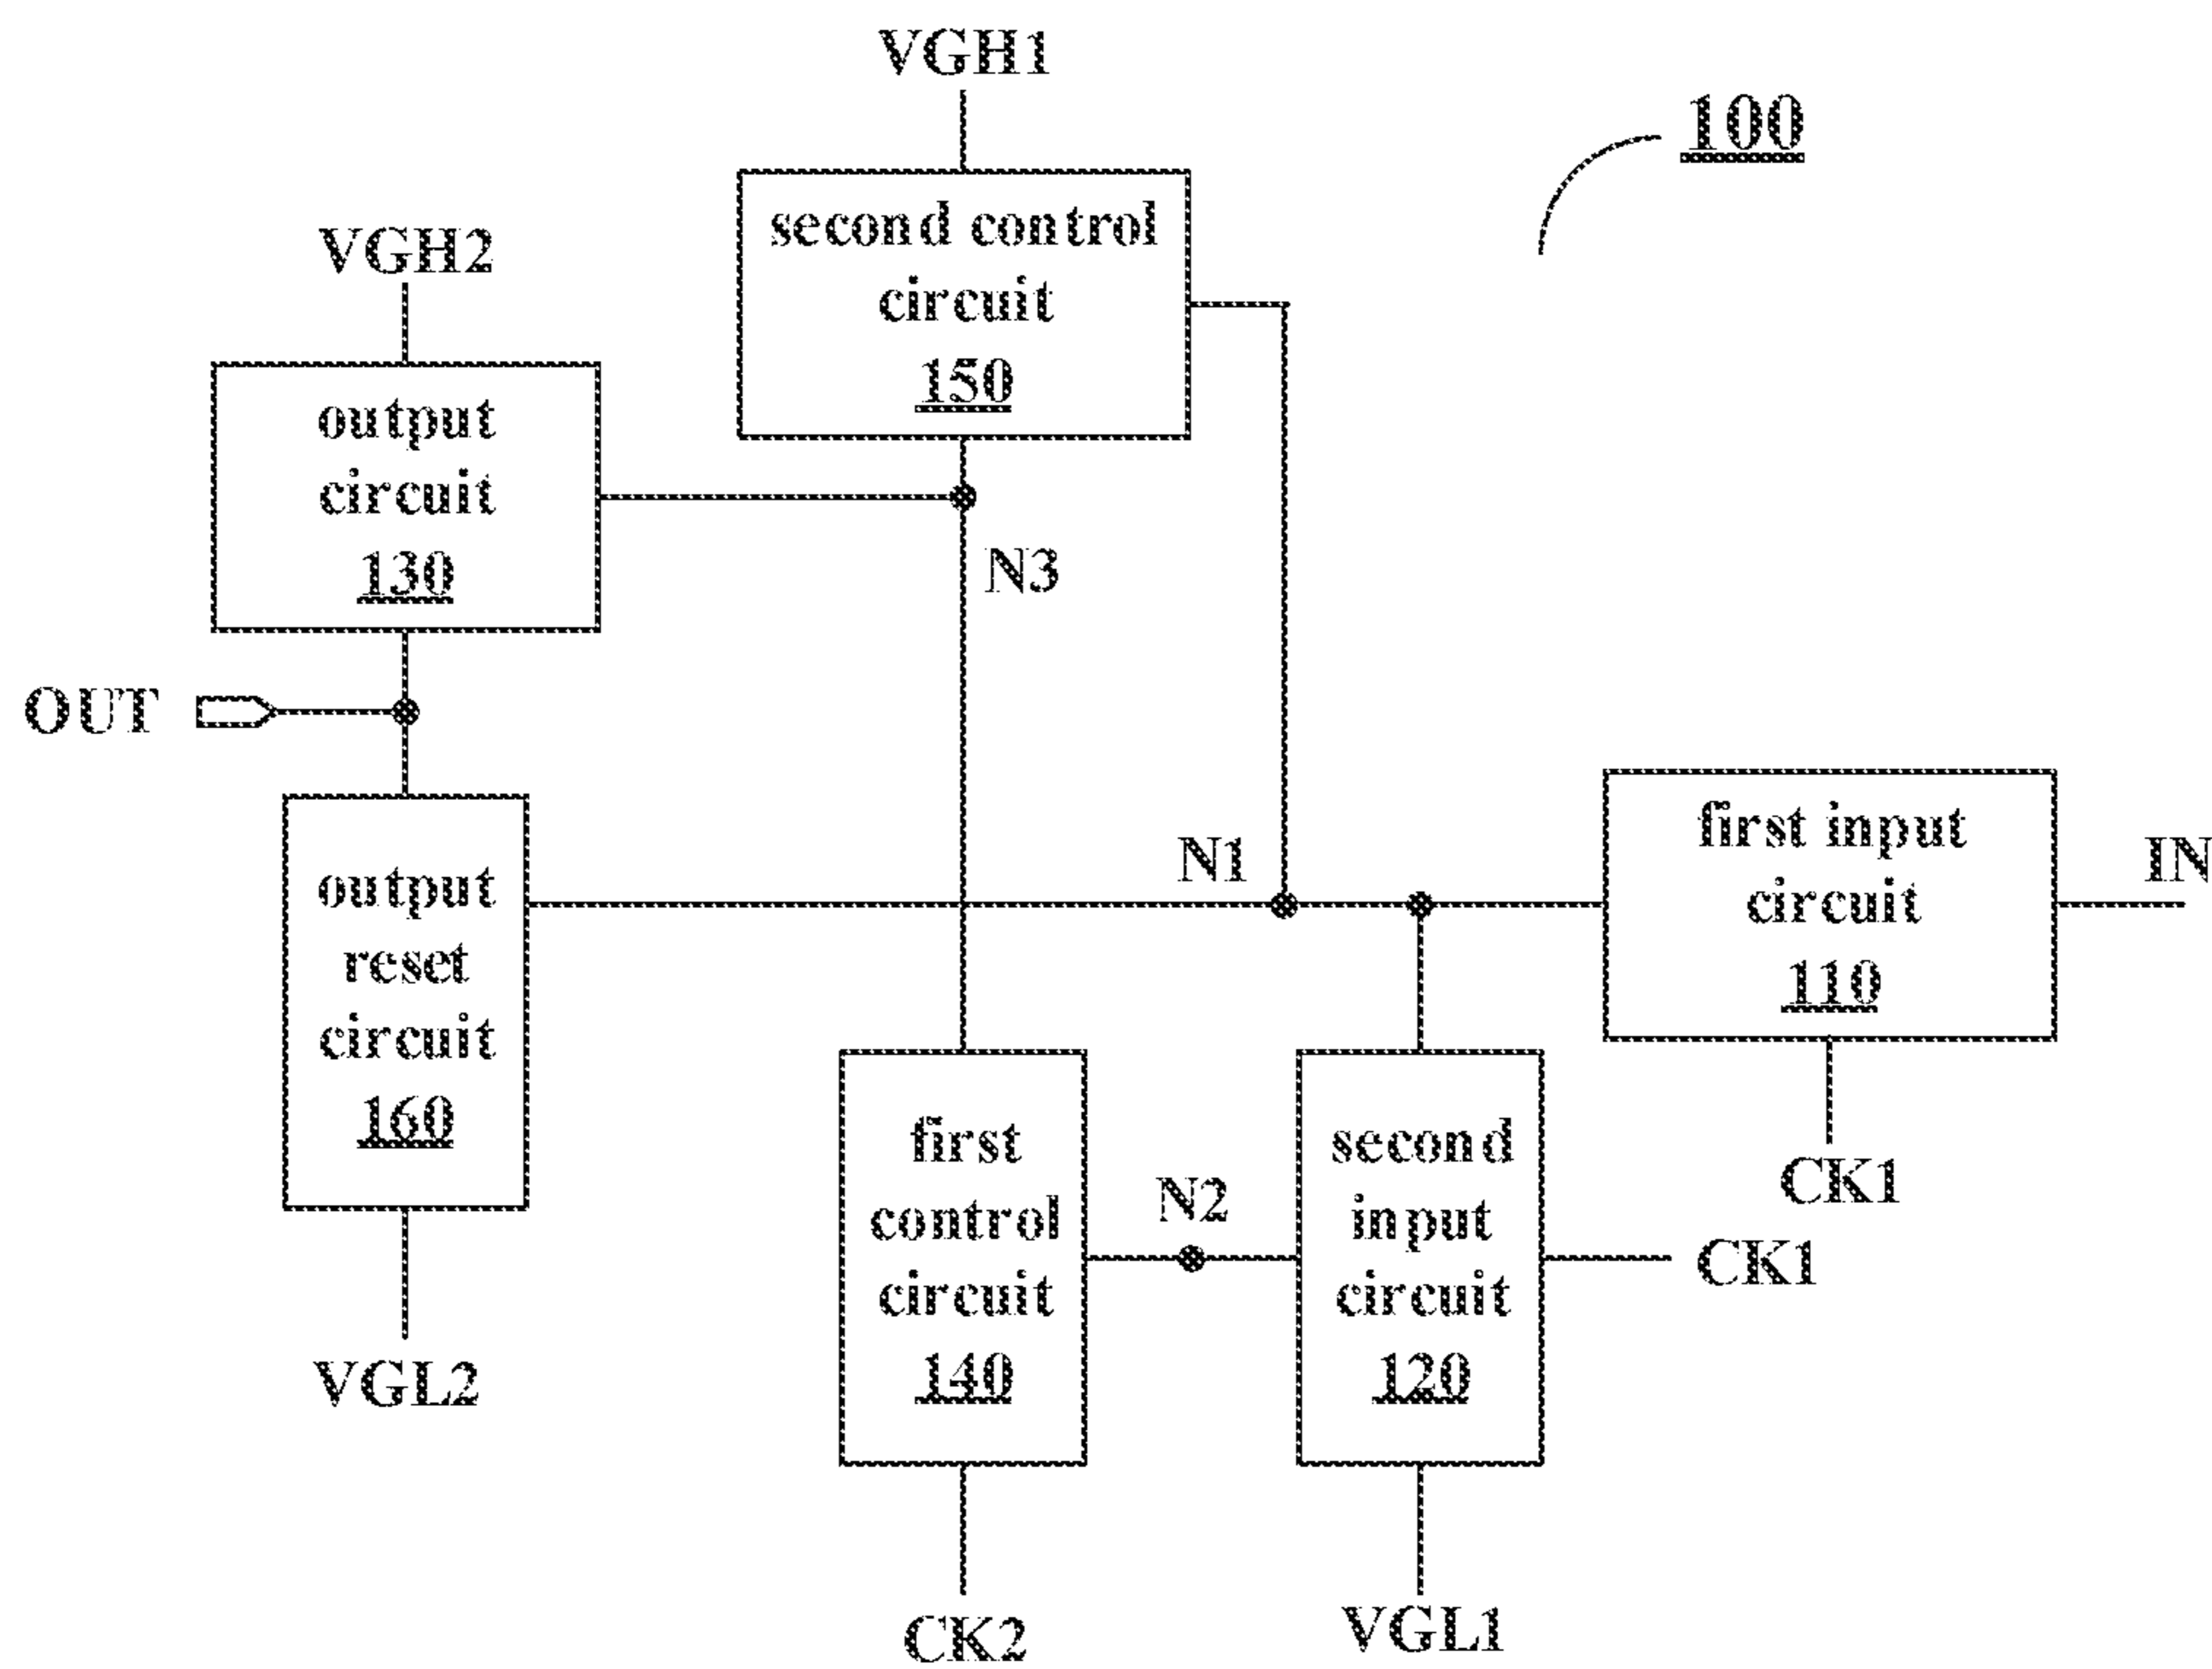 VGH1
100
second control
circuit
150
VGH2
output
circuit
130
N3
OUT
N1
first input
circuit
110
IN
output
reset
circuit
160
CK1
first
control
circuit
140
N2
second
input
circuit
120
CK1
VGL2
CK2
VGL1